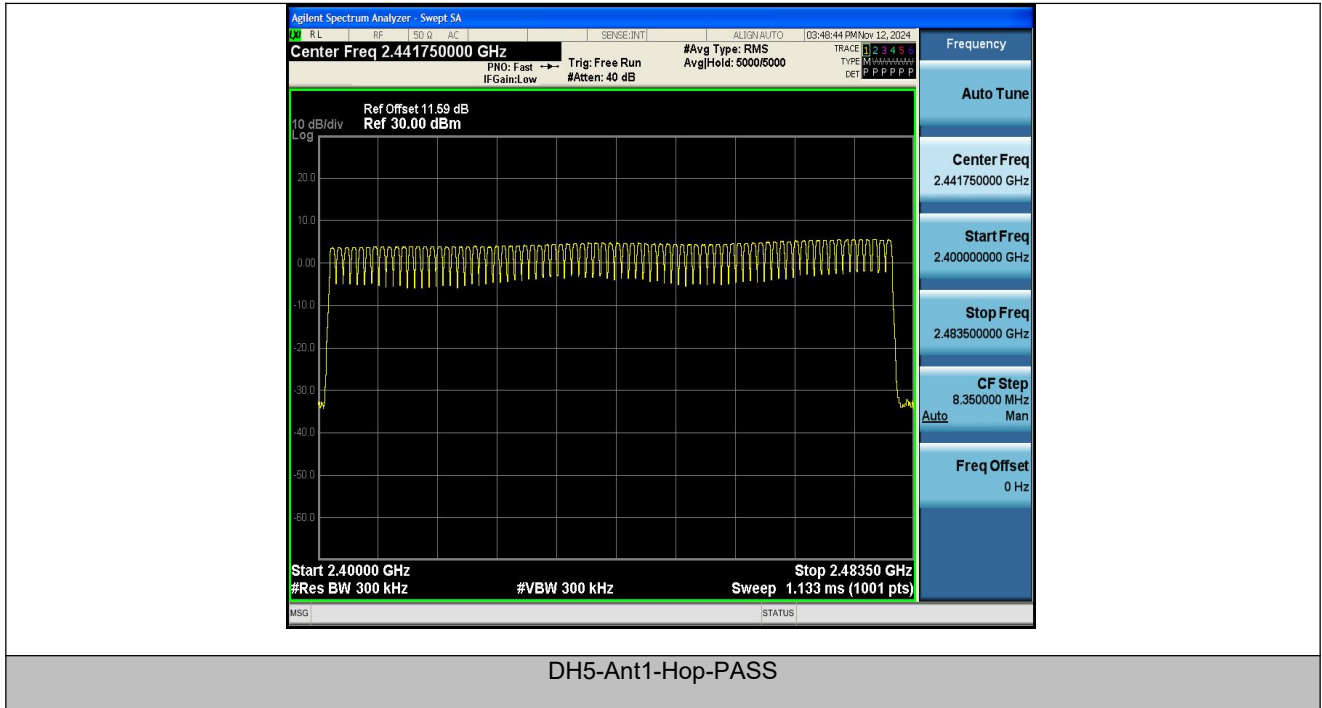 Agilent Spectrum Analyzer - Swept SA
LXI RL RF 50 Ω AC SENSE:INT ALIGN AUTO 03:48:44 PM Nov 12, 2024
Center Freq 2.441750000 GHz
#Avg Type: RMS
TRACE 1 2 3 4 5 6
PNO: Fast
Trig: Free Run
Avg|Hold: 5000/5000
TYPE M
IFGain:Low
#Atten: 40 dB
DET P P P P P P
Ref Offset 11.59 dB
10 dB/div Ref 30.00 dBm
Log
20.0
10.0
0.00
-10.0
-20.0
-30.0
-40.0
-50.0
-60.0
Start 2.40000 GHz Stop 2.48350 GHz
#Res BW 300 kHz #VBW 300 kHz Sweep 1.133 ms (1001 pts)
MSG STATUS
Frequency
Auto Tune
Center Freq
2.441750000 GHz
Start Freq
2.400000000 GHz
Stop Freq
2.483500000 GHz
CF Step
8.350000 MHz
Auto Man
Freq Offset
0 Hz
DH5-Ant1-Hop-PASS